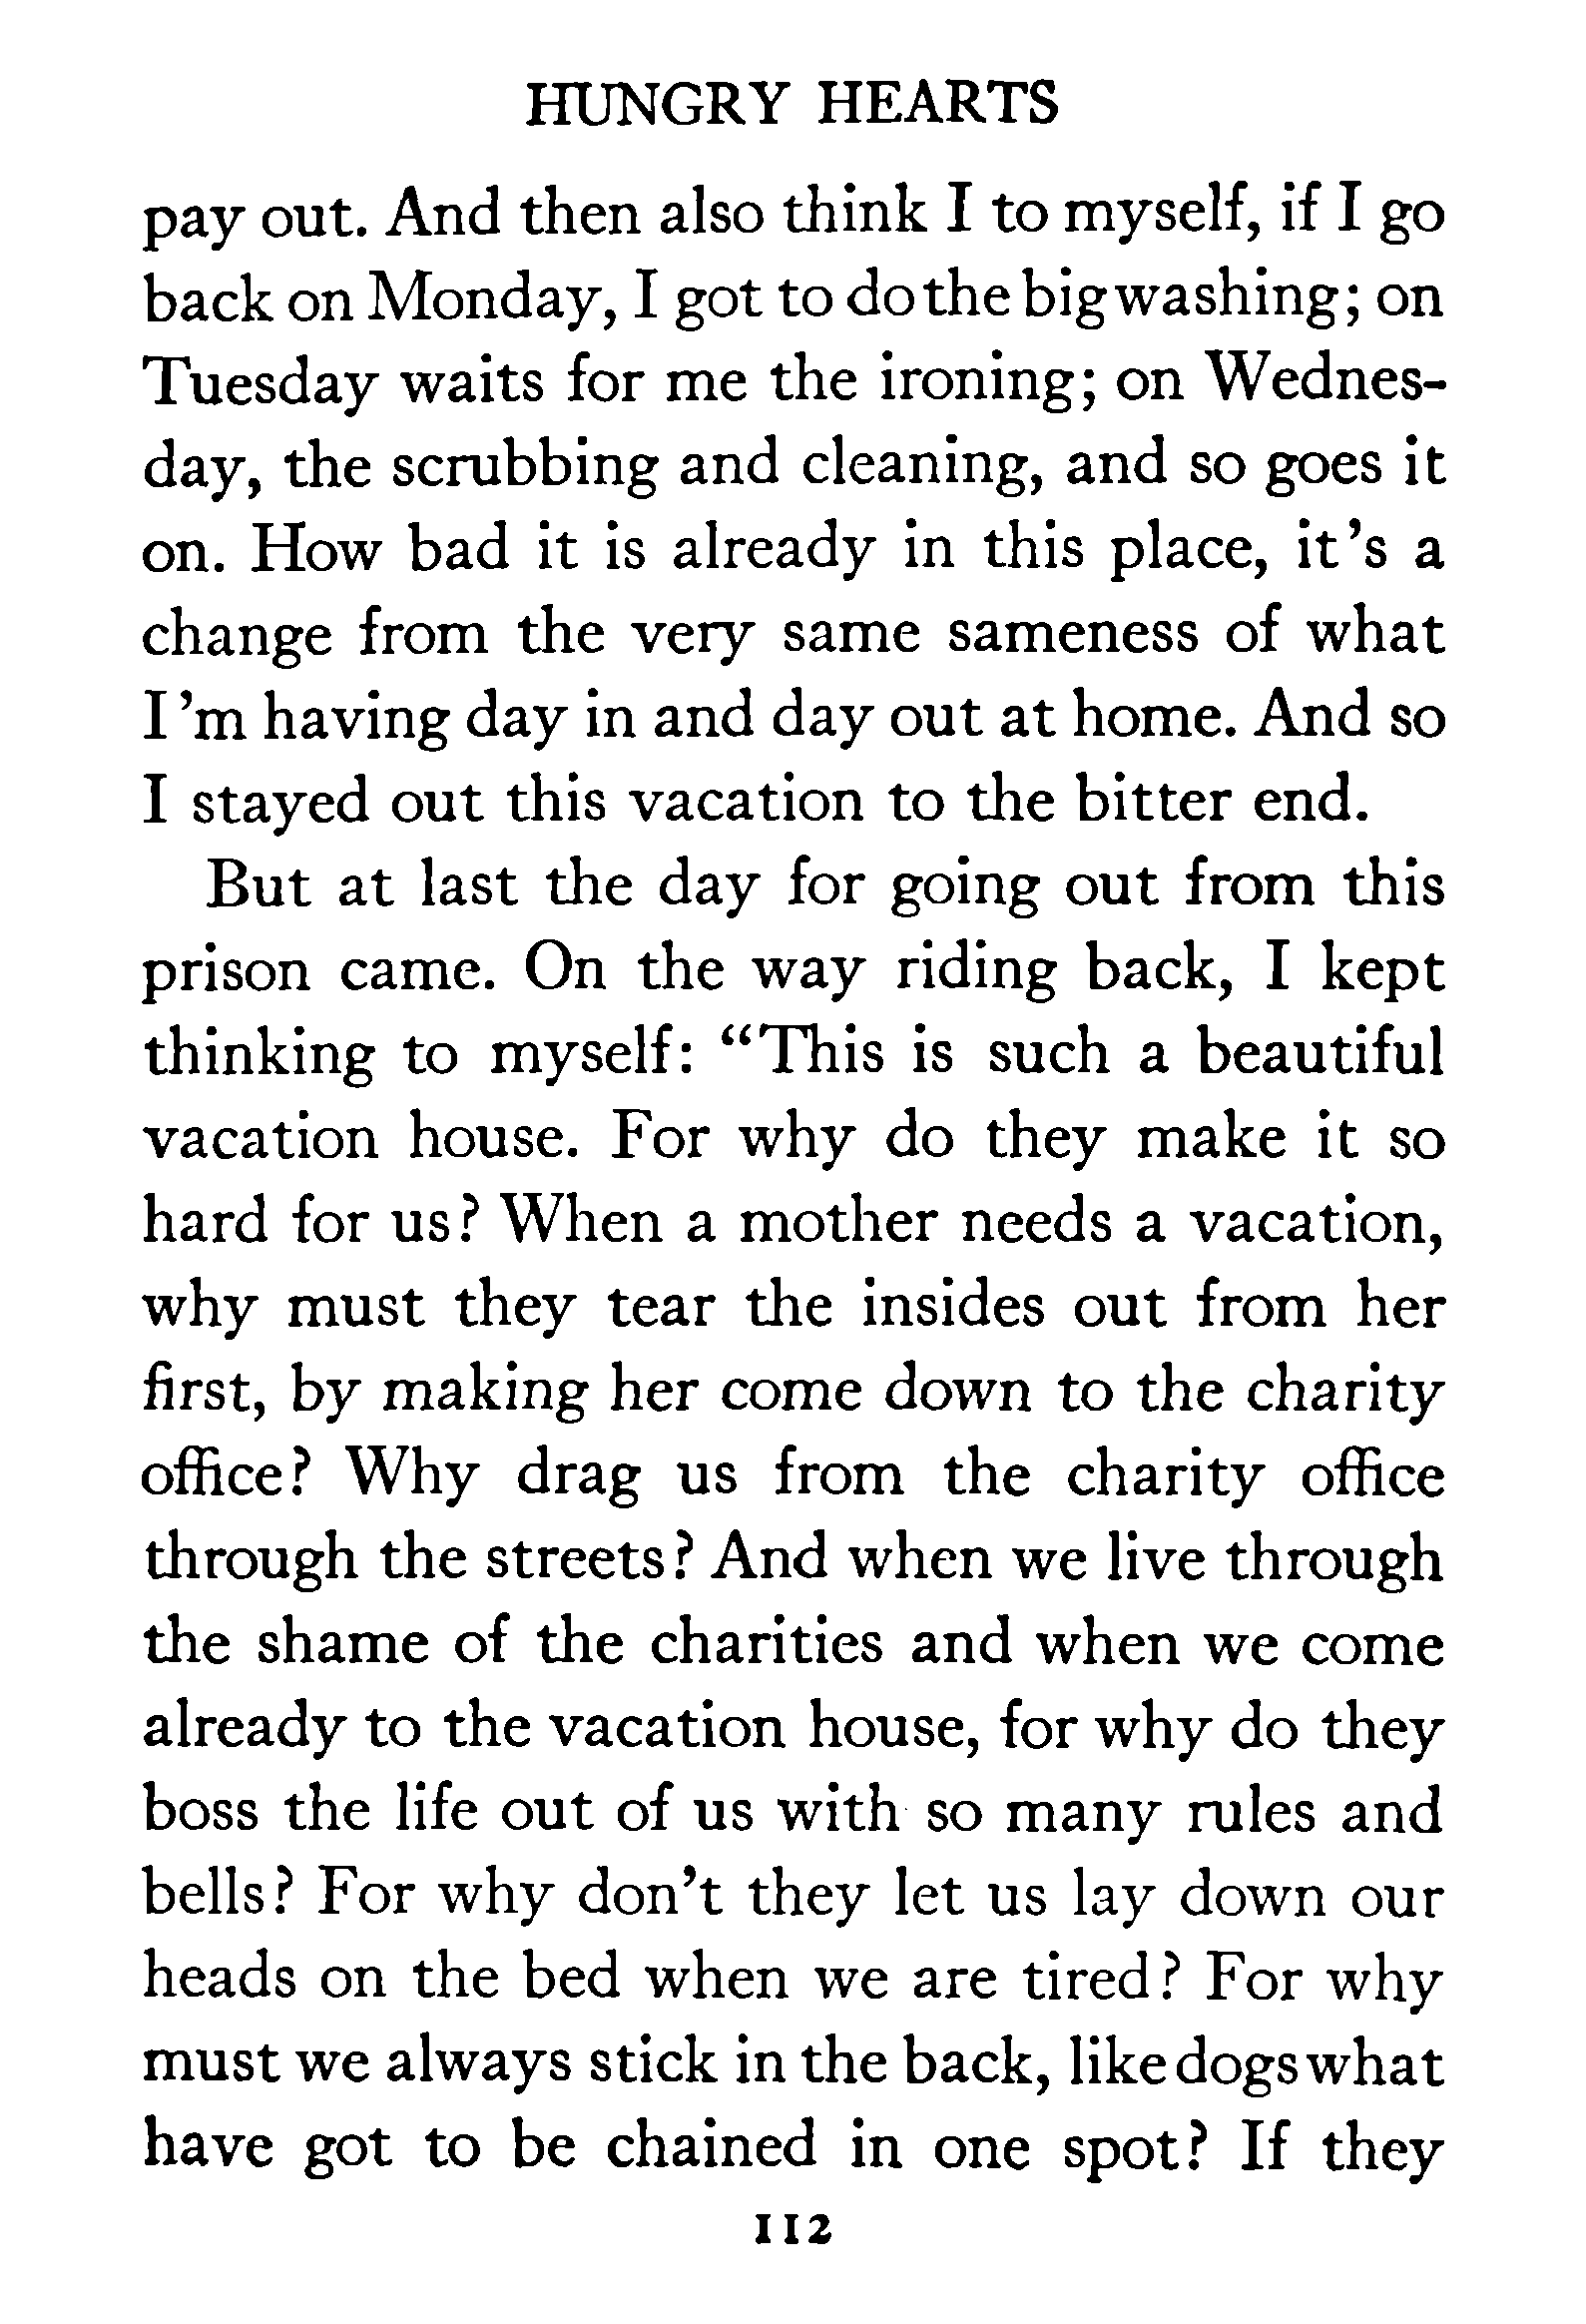 HUNGRY HEARTS
pay out. And then also think I to myself, if I go
back on Monday, I got to do the big washing; on
Tuesday waits for me the ironing; on Wednes-
day, the scrubbing and cleaning, and so goes it
on. How bad it is already in this place, it's a
change from the very same sameness of what
I'm having day in and day out at home. And so
I stayed out this vacation to the bitter end.
But at last the day for going out from this
prison came. On the way riding back, I kept
thinking to myself: “This is such a beautiful
vacation house. For why do they make it so
hard for us? When a mother needs a vacation,
why must they tear the insides out from her
first, by making her come down to the charity
office? Why drag us from the charity office
through the streets? And when we live through
the shame of the charities and when we come
already to the vacation house, for why do they
boss the life out of us with so many rules and
bells? For why don't they let us lay down our
heads on the bed when we are tired? For why
must we always stick in the back, like dogs what
have got to be chained in one spot? If they
112